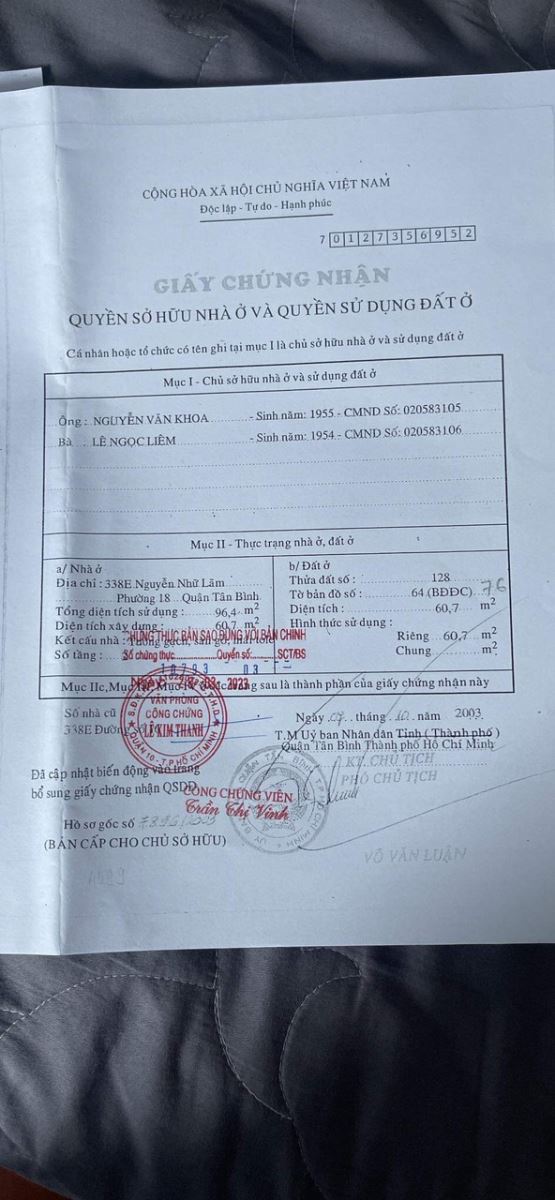 CỘNG HÒA XÃ HỘI CHỦ NGHĨA VIỆT NAM
Độc lập - Tự do - Hạnh phúc
7 0 1 2 7 3 5 6 9 5 2
GIẤY CHỨNG NHẬN
QUYỀN SỞ HỮU NHÀ Ở VÀ QUYỀN SỬ DỤNG ĐẤT Ở
Cá nhân hoặc tổ chức có tên ghi tại mục I là chủ sở hữu nhà ở và sử dụng đất ở
Mục I - Chủ sở hữu nhà ở và sử dụng đất ở
Ông : NGUYỄN VĂN KHOA - Sinh năm: 1955 - CMND Số: 020583105
Bà LÊ NGỌC LIÊM - Sinh năm: 1954 - CMND Số: 020583106
Mục II - Thực trạng nhà ở, đất ở
a/ Nhà ở
Địa chỉ : 338E Nguyễn Nhữ Lãm
Phường 18 Quận Tân Bình
Tổng diện tích sử dụng : 96,4 m2
Diện tích xây dựng : 60,7 m2
Kết cấu nhà :
Số tầng :
b/ Đất ở
Thửa đất số : 128
Tờ bản đồ số : 64 (BĐĐC) 76
Diện tích : 60,7 m2
Hình thức sử dụng :
Riêng 60,7 m2
Chung m2
CHỨNG THỰC BẢN SAO ĐÚNG VỚI BẢN CHÍNH
Số chứng thực Quyển số: SCT/BS
03
2023
sau là thành phần của giấy chứng nhận này
VĂN PHÒNG
CÔNG CHỨNG
LÊ KIM THANH
QUẬN 10 - T.P HỒ CHÍ MINH
Số nhà cũ
338E Đường
Ngày 07 tháng 10 năm 2003
T.M Uỷ ban Nhân dân Tỉnh ( Thành phố )
Quận Tân Bình Thành phố Hồ Chí Minh
KT. CHỦ TỊCH
PHÓ CHỦ TỊCH
Đã cập nhật biến động vào trang
bổ sung giấy chứng nhận QSDĐ
CÔNG CHỨNG VIÊN
Trần Thị Vinh
Hồ sơ gốc số
(BẢN CẤP CHO CHỦ SỞ HỮU)
VÕ VĂN LUẬN